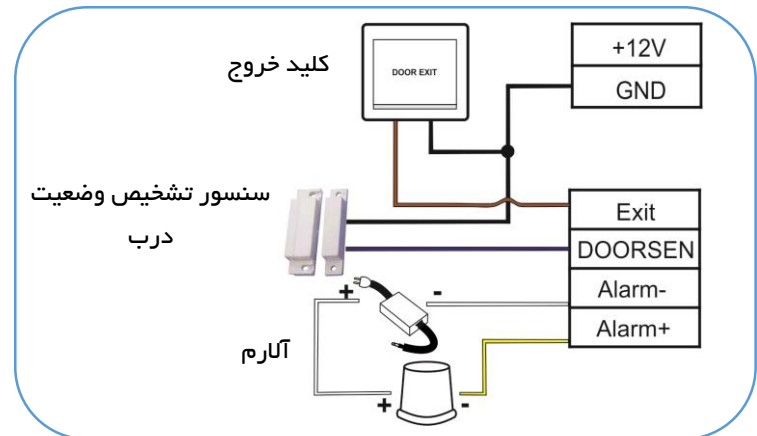 +12V
کلید خروج
DOOR EXIT
GND
سنسور تشخیص وضعیت
درب
Exit
DOORSEN
+
-
Alarm-
Alarm+
آلارم
+
-